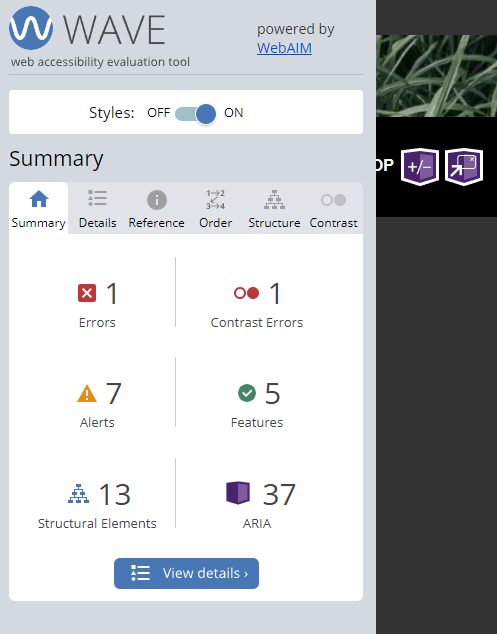 WAVE
powered by
WebAIM
web accessibility evaluation tool
Styles: OFF ON
Summary
Summary Details Reference Order Structure Contrast
1 1
Errors Contrast Errors
7 5
Alerts Features
13 37
Structural Elements ARIA
View details ›
OP
+/-